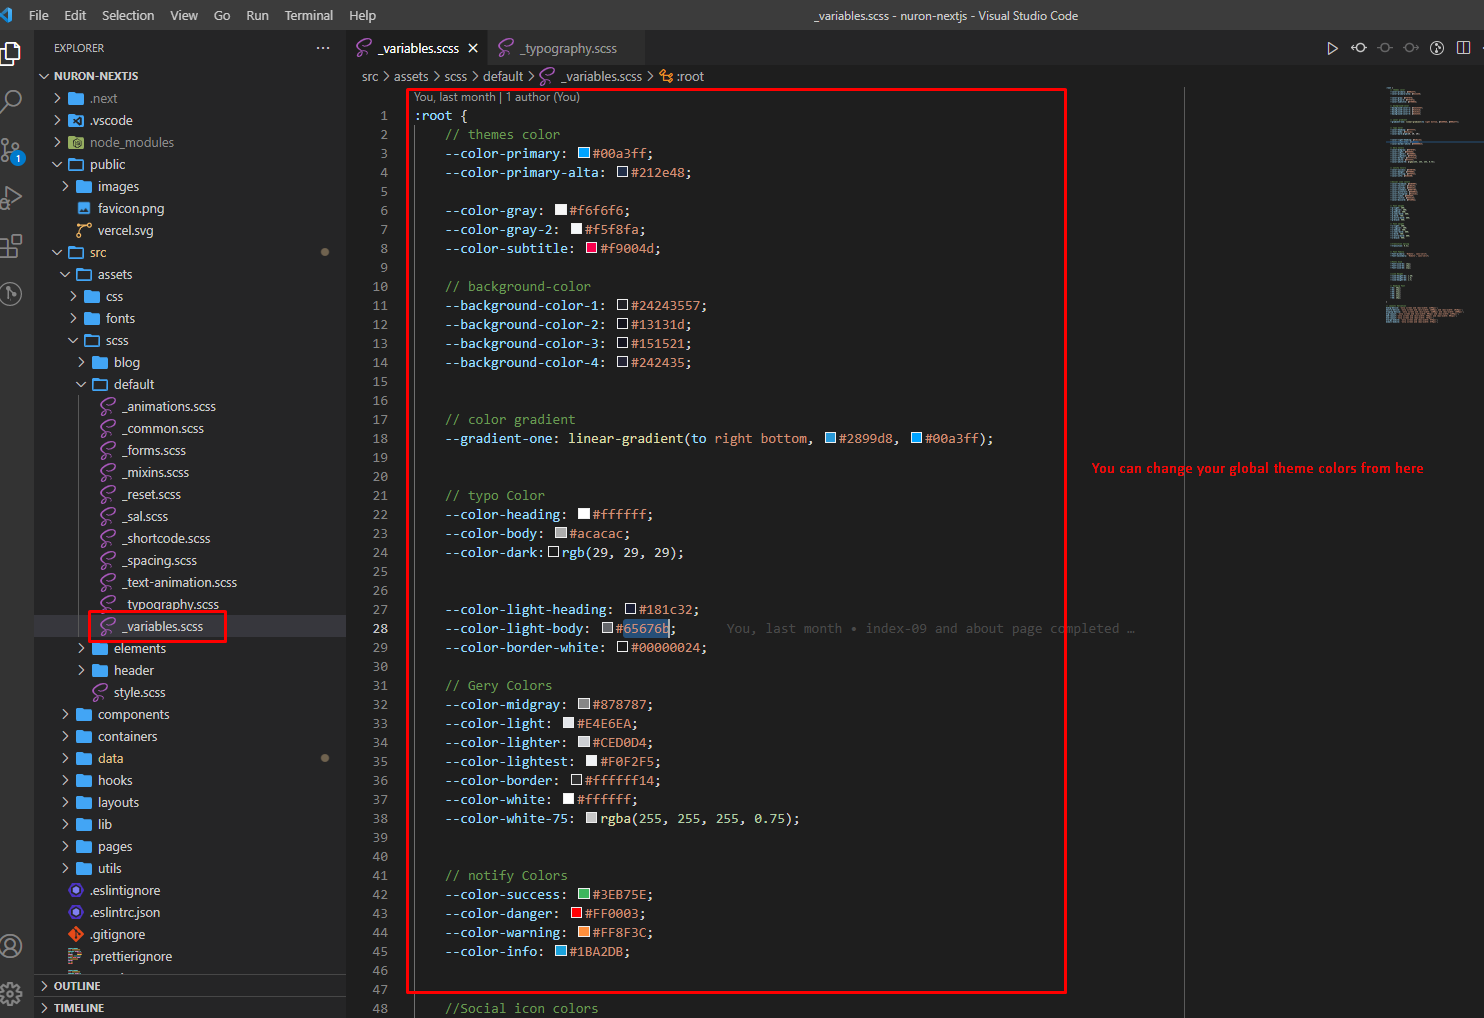 File Edit Selection View Go Run Terminal Help
_variables.scss - nuron-nextjs - Visual Studio Code
EXPLORER
NURON-NEXTJS
.next
.vscode
node_modules
public
images
favicon.png
vercel.svg
src
assets
css
fonts
scss
blog
default
_animations.scss
_common.scss
_forms.scss
_mixins.scss
_reset.scss
_sal.scss
_shortcode.scss
_spacing.scss
_text-animation.scss
_typography.scss
_variables.scss
elements
header
style.scss
components
containers
data
hooks
layouts
lib
pages
utils
.eslintignore
.eslintrc.json
.gitignore
.prettierignore
OUTLINE
TIMELINE
1
_variables.scss _typography.scss
src > assets > scss > default > _variables.scss > :root
You, last month | 1 author (You)
1 :root {
2 // themes color
3 --color-primary: #00a3ff;
4 --color-primary-alta: #212e48;
5
6 --color-gray: #f6f6f6;
7 --color-gray-2: #f5f8fa;
8 --color-subtitle: #f9004d;
9
10 // background-color
11 --background-color-1: #24243557;
12 --background-color-2: #13131d;
13 --background-color-3: #151521;
14 --background-color-4: #242435;
15
16
17 // color gradient
18 --gradient-one: linear-gradient(to right bottom, #2899d8, #00a3ff);
19
20
21 // typo Color
22 --color-heading: #ffffff;
23 --color-body: #acacac;
24 --color-dark: rgb(29, 29, 29);
25
26
27 --color-light-heading: #181c32;
28 --color-light-body: #65676b; You, last month • index-09 and about page completed …
29 --color-border-white: #00000024;
30
31 // Gery Colors
32 --color-midgray: #878787;
33 --color-light: #E4E6EA;
34 --color-lighter: #CED0D4;
35 --color-lightest: #F0F2F5;
36 --color-border: #ffffff14;
37 --color-white: #ffffff;
38 --color-white-75: rgba(255, 255, 255, 0.75);
39
40
41 // notify Colors
42 --color-success: #3EB75E;
43 --color-danger: #FF0003;
44 --color-warning: #FF8F3C;
45 --color-info: #1BA2DB;
46
47
48 //Social icon colors
You can change your global theme colors from here